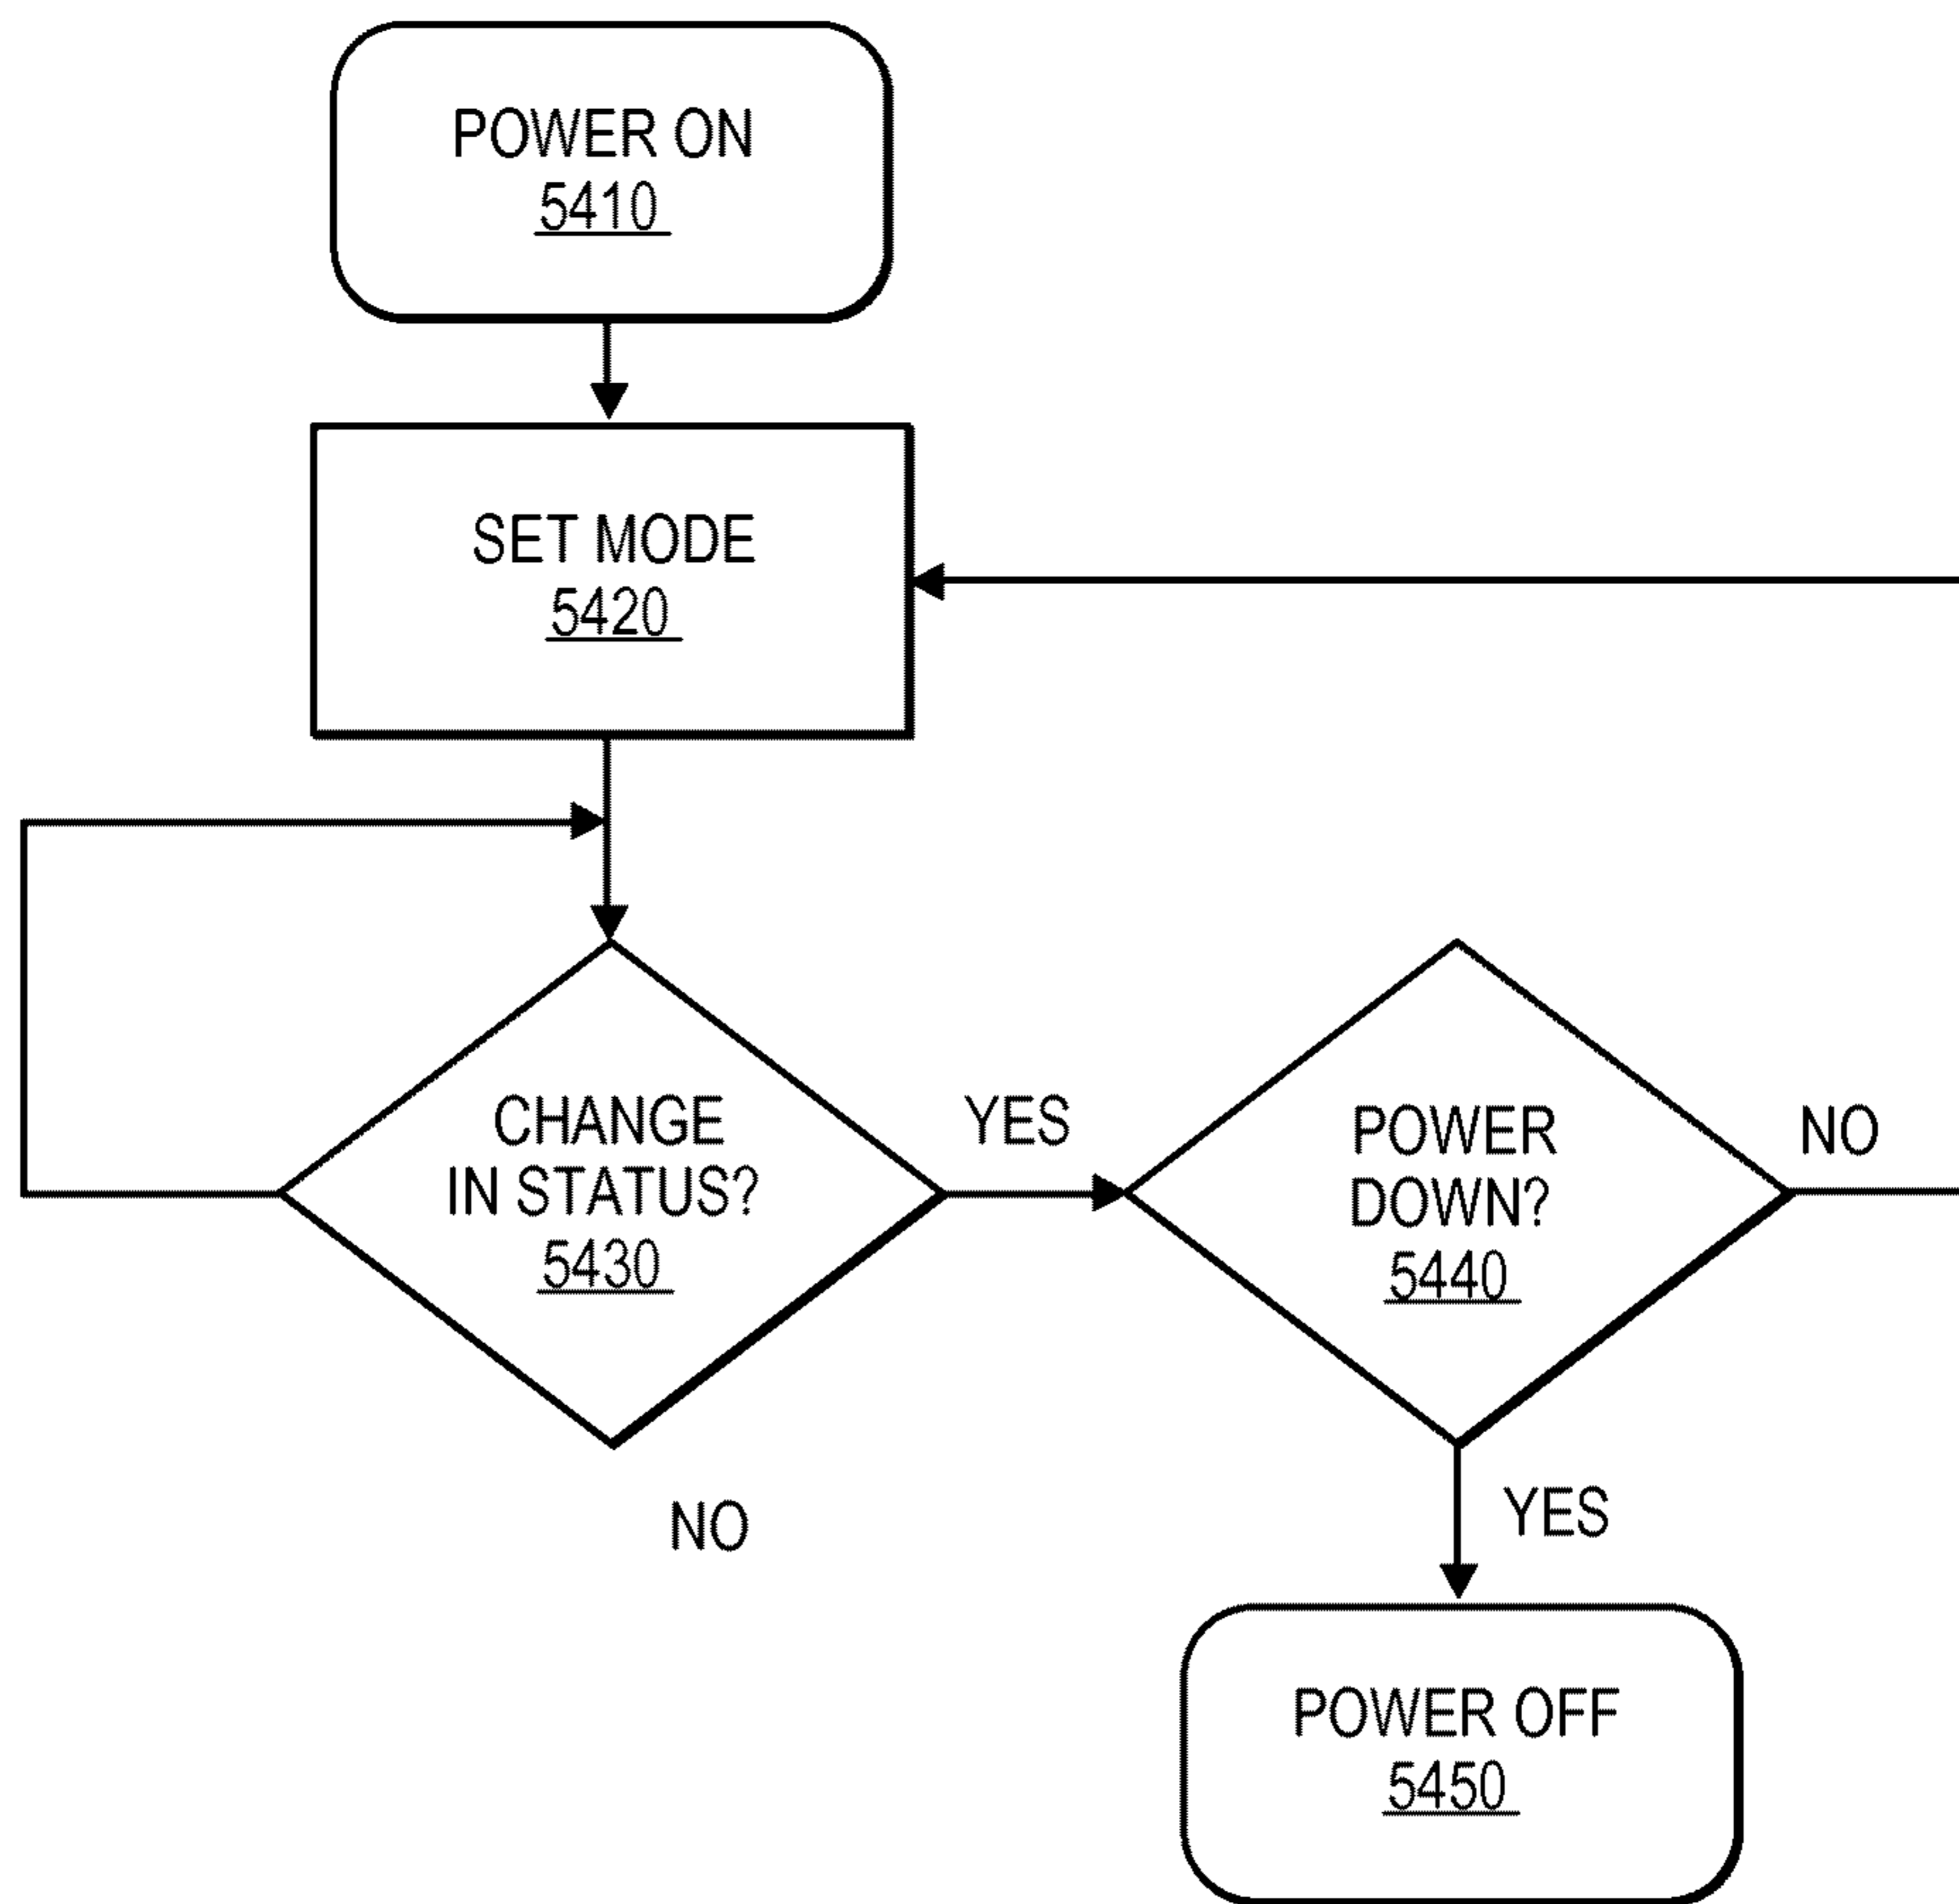 POWER ON
5410
SET MODE
5420
CHANGE
IN STATUS?
5430
YES
POWER
DOWN?
5440
NO
NO
YES
POWER OFF
5450